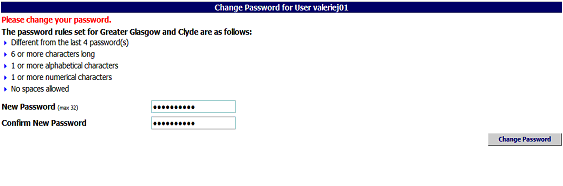 Change Password for User valeriej01
Please change your password.
The password rules set for Greater Glasgow and Clyde are as follows:
Different from the last 4 password(s)
6 or more characters long
1 or more alphabetical characters
1 or more numerical characters
No spaces allowed
New Password (max 32) ••••••••••
Confirm New Password ••••••••••
Change Password